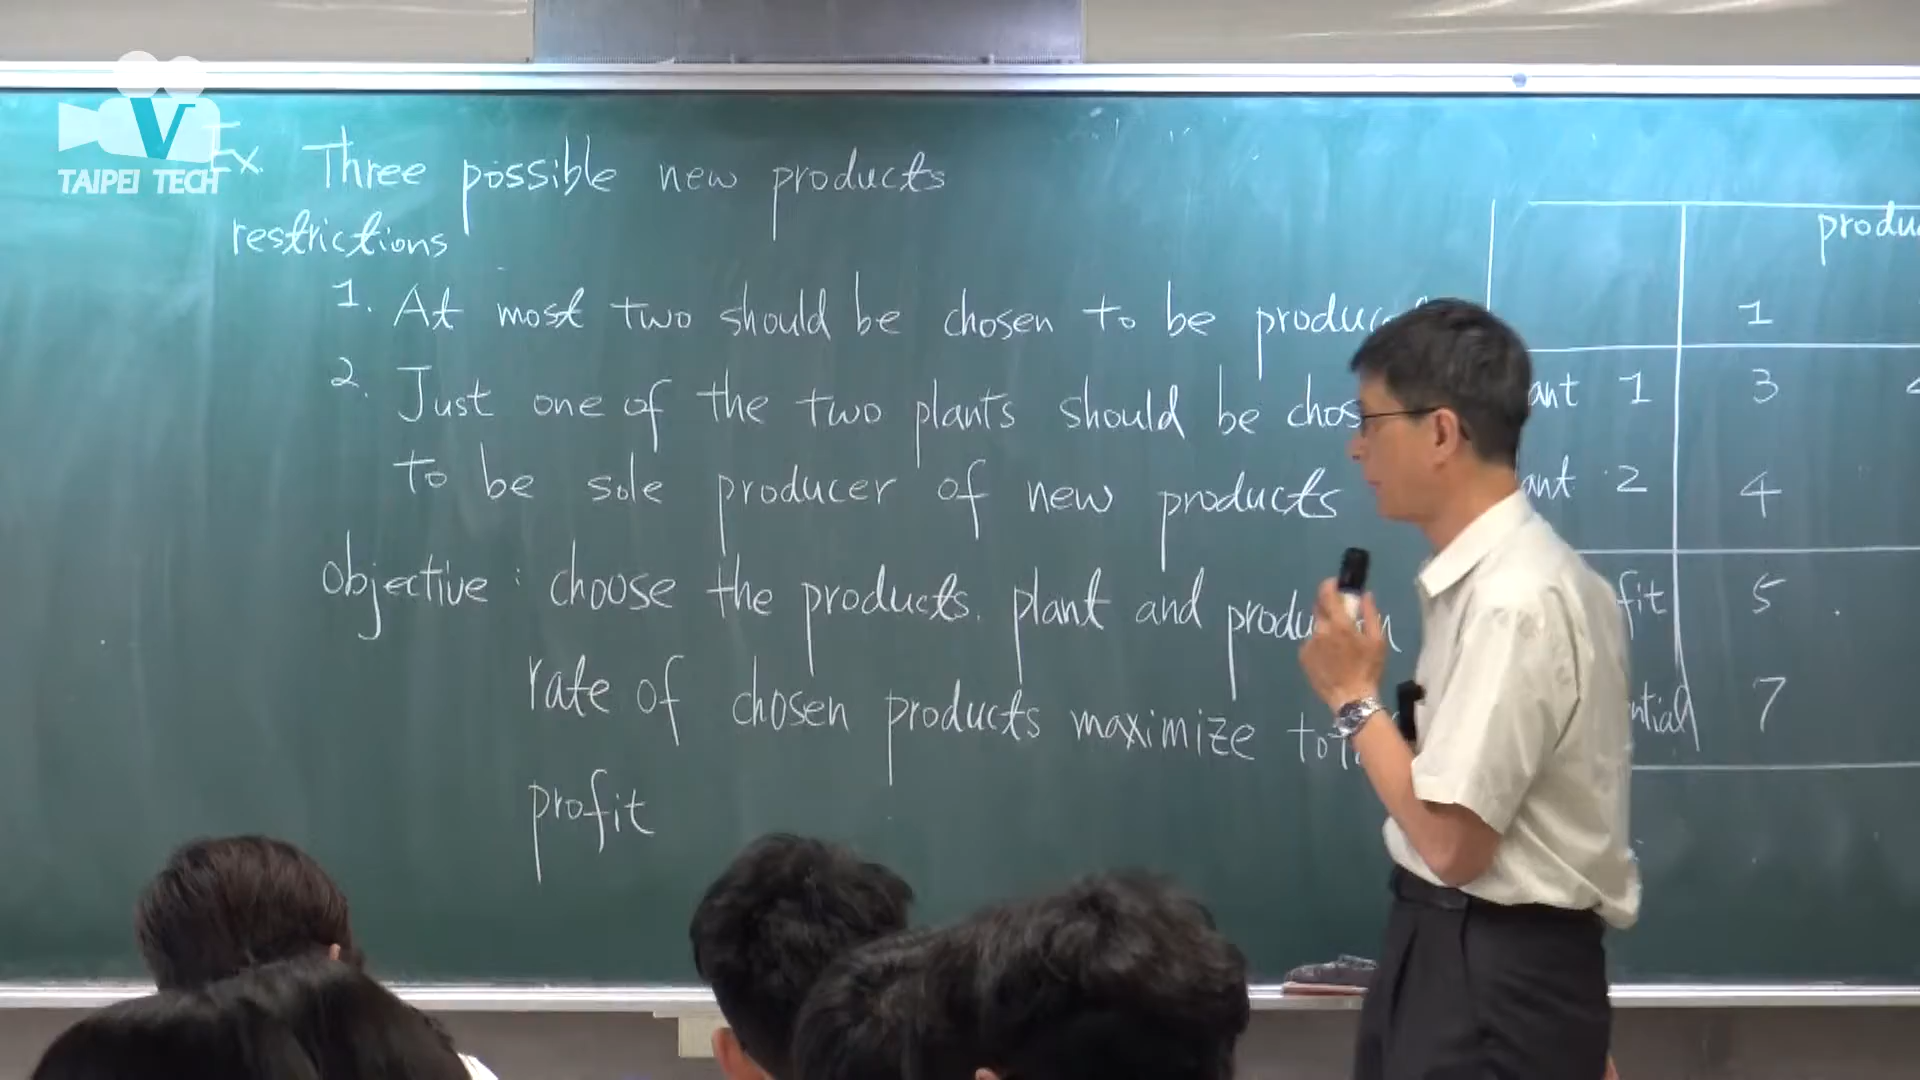 V
TAIPEI TECH
Ex. Three possible new products
restrictions
1. At most two should be chosen to be
2. Just one of the two plants should be
to be sole producer of new products
objective : choose the products. plant and
rate of chosen products maximize
profit
1
1 3
2 4
5
7